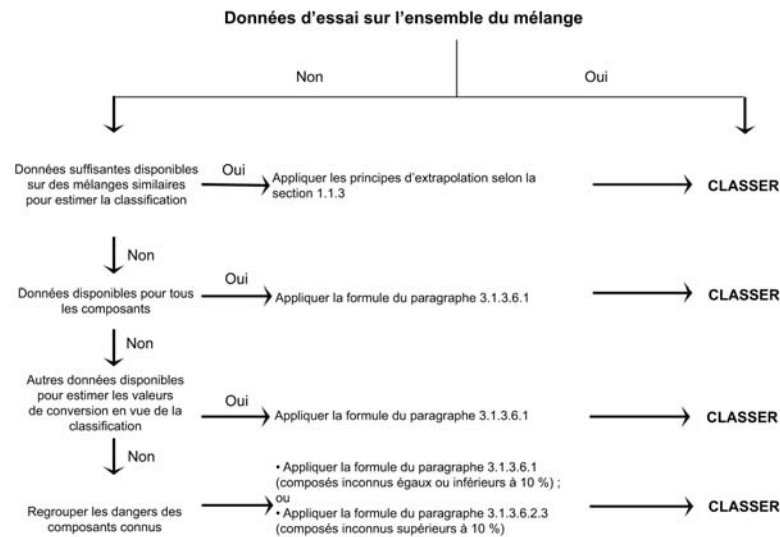 Données d'essai sur l'ensemble du mélange
Non
Oui
Données suffisantes disponibles
sur des mélanges similaires
pour estimer la classification
Oui
Appliquer les principes d'extrapolation selon la
section 1.1.3
CLASSER
Non
Données disponibles pour tous
les composants
Oui
Appliquer la formule du paragraphe 3.1.3.6.1
CLASSER
Non
Autres données disponibles
pour estimer les valeurs
de conversion en vue de la
classification
Oui
Appliquer la formule du paragraphe 3.1.3.6.1
CLASSER
Non
Regrouper les dangers des
composants connus
• Appliquer la formule du paragraphe 3.1.3.6.1
(composés inconnus égaux ou inférieurs à 10 %) ;
ou
• Appliquer la formule du paragraphe 3.1.3.6.2.3
(composés inconnus supérieurs à 10 %)
CLASSER